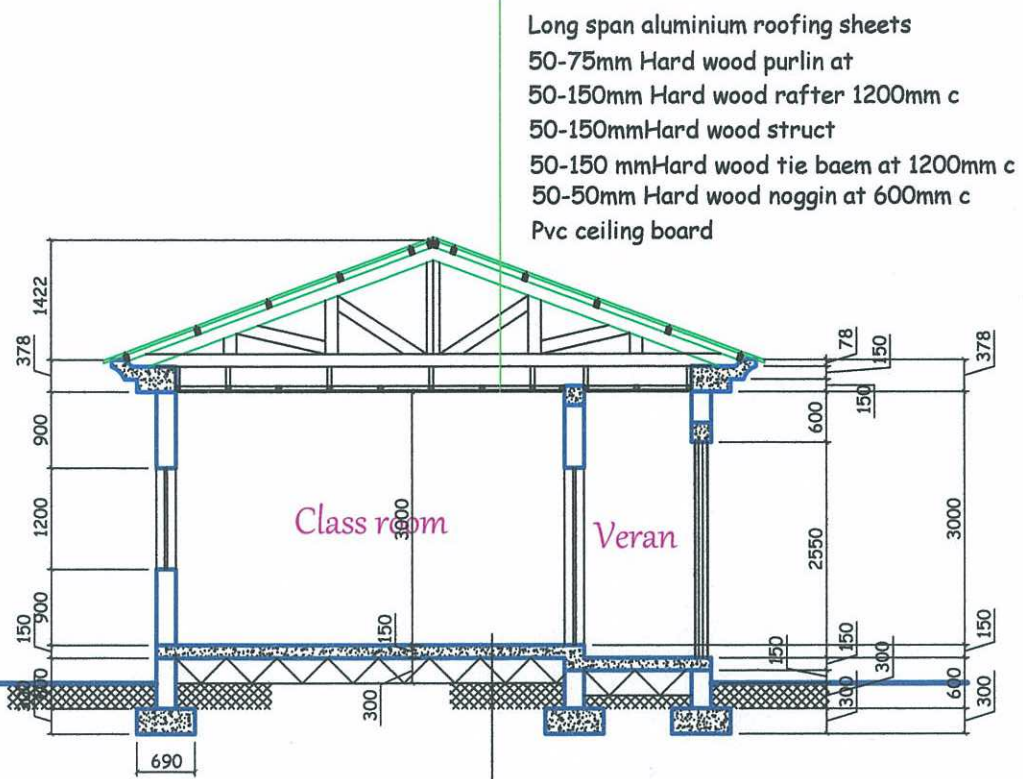 Long span aluminium roofing sheets
50-75mm Hard wood purlin at
50-150mm Hard wood rafter 1200mm c
50-150mmHard wood struct
50-150 mmHard wood tie baem at 1200mm c
50-50mm Hard wood noggin at 600mm c
Pvc ceiling board
1422
378
900
1200
900
150
690
Class room
3000
150
300
Veran
78
150
378
150
600
2550
3000
150
150
150
300
300
600
300